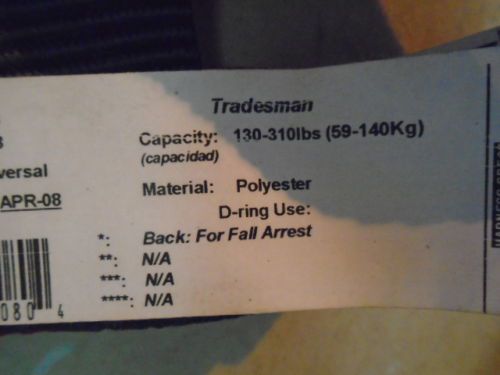 Tradesman
Capacity: 130-310lbs (59-140Kg)
(capacidad)
versal
Material: Polyester
APR-08
D-ring Use:
*: Back: For Fall Arrest
**: N/A
***: N/A
****: N/A
080 4